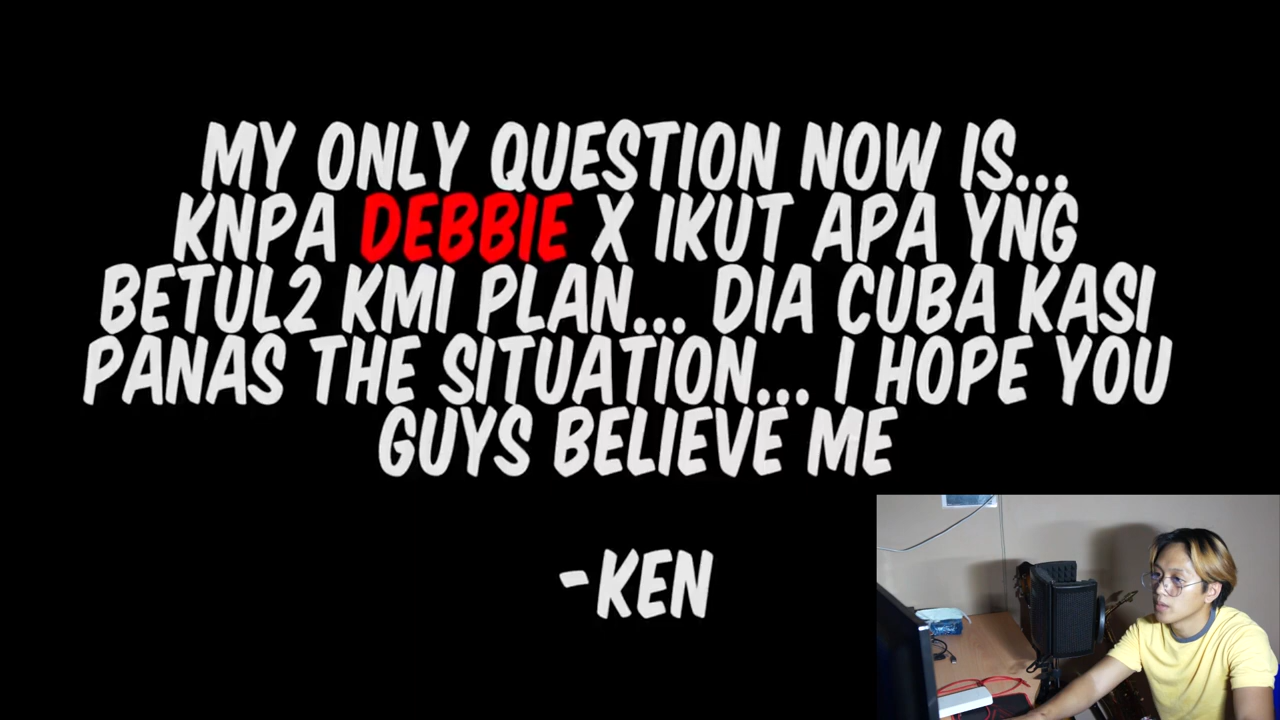 MY ONLY QUESTION NOW IS...
KNPA DEBBIE X IKUT APA YNG
BETUL2 KMI PLAN... DIA CUBA KASI
PANAS THE SITUATION... I HOPE YOU
GUYS BELIEVE ME
-KEN